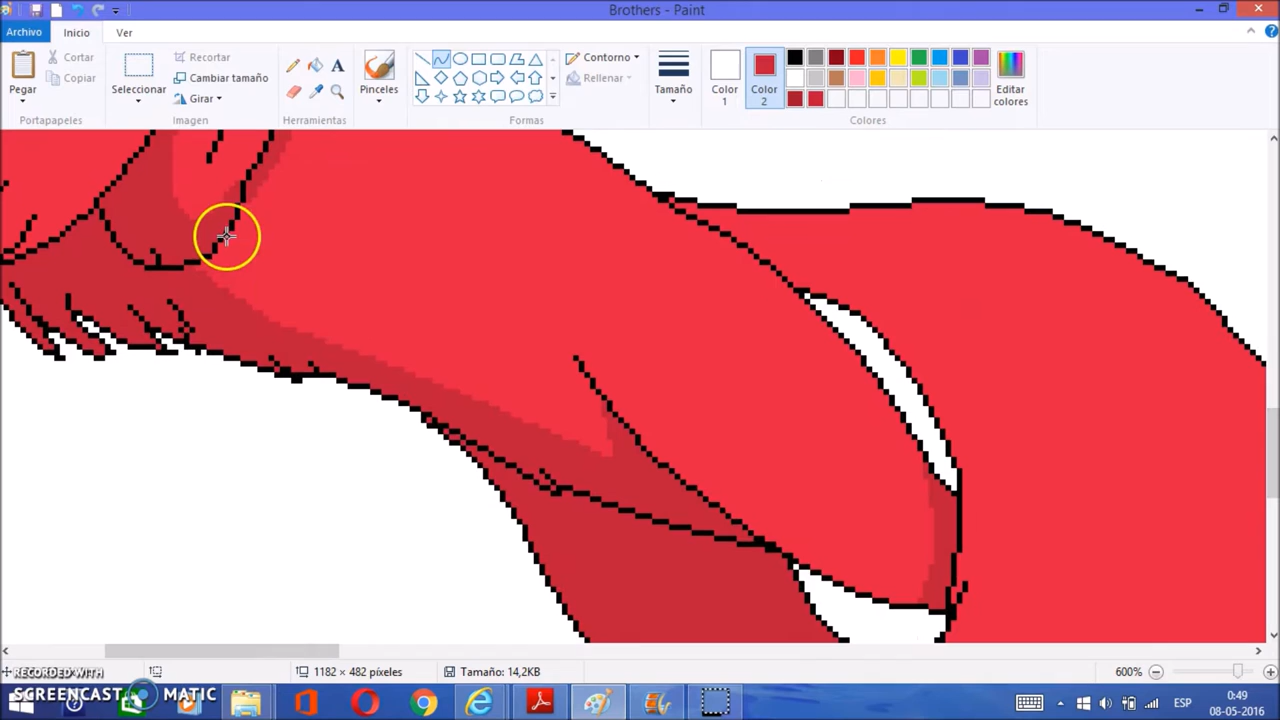 Brothers - Paint
Archivo Inicio Ver
Pegar
Cortar
Copiar
Portapapeles
Seleccionar
Recortar
Cambiar tamaño
Girar
Imagen
A
Pinceles
Herramientas
Contorno
Rellenar
Formas
Tamaño
Color 1
Color 2
Editar colores
Colores
1182 × 482 píxeles
Tamaño: 14,2KB
600%
RECORDED WITH
SCREENCAST MATIC
ESP
0:49
08-05-2016